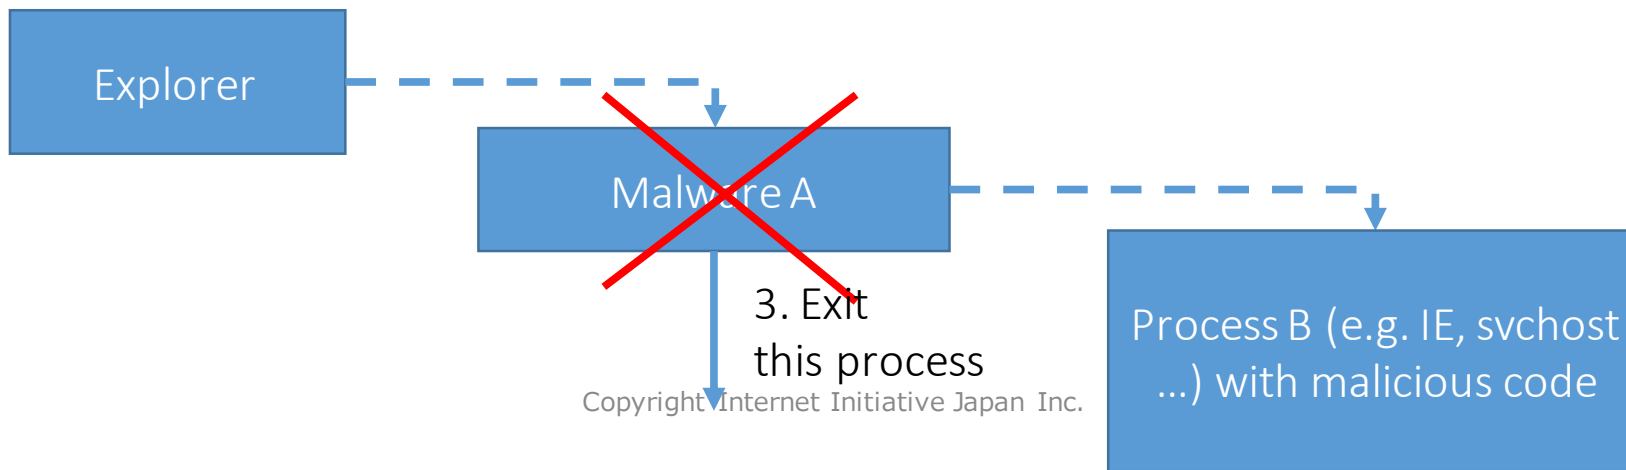 Explorer
Malware A
3. Exit
this process
Process B (e.g. IE, svchost
...) with malicious code
Copyright Internet Initiative Japan Inc.